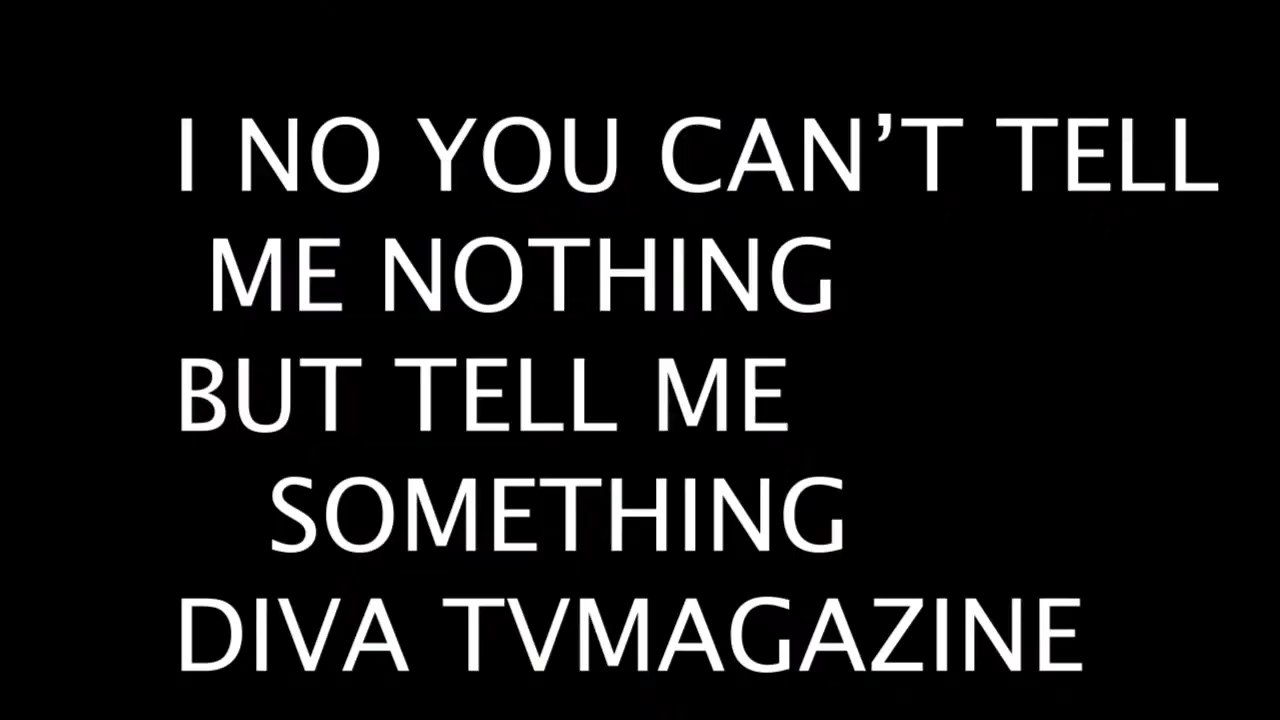 I NO YOU CAN’T TELL
ME NOTHING
BUT TELL ME
SOMETHING
DIVA TVMAGAZINE